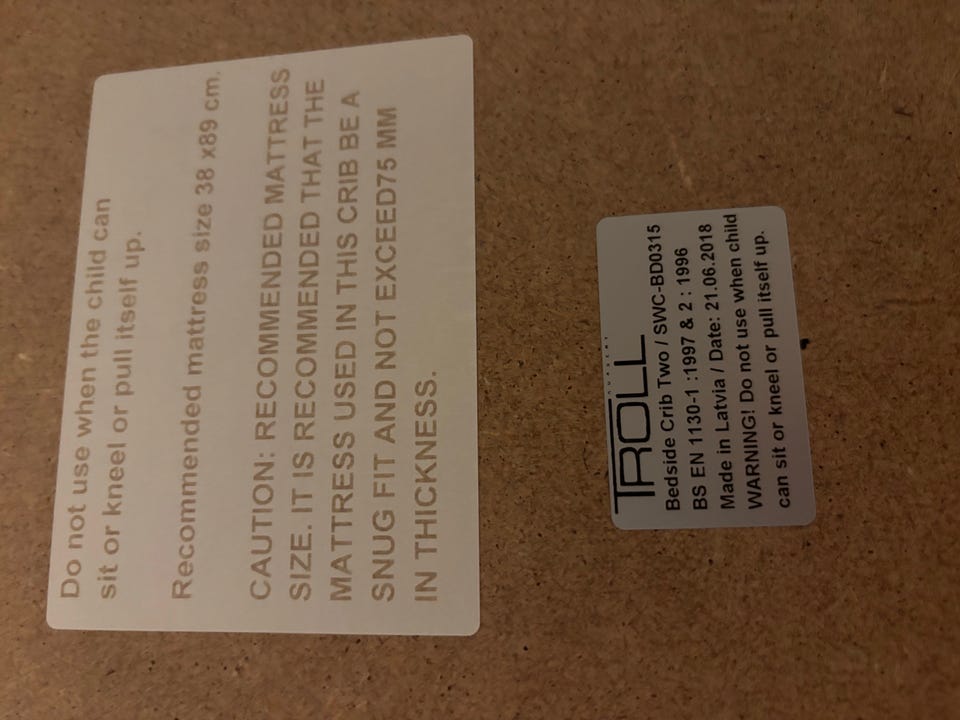 Do not use when the child can
sit or kneel or pull itself up.
Recommended mattress size 38 x89 cm.
CAUTION: RECOMMENDED MATTRESS
SIZE. IT IS RECOMMENDED THAT THE
MATTRESS USED IN THIS CRIB BE A
SNUG FIT AND NOT EXCEED75 MM
IN THICKNESS.
TROLL
Bedside Crib Two / SWC-BD0315
BS EN 1130-1 :1997 & 2 : 1996
Made in Latvia / Date: 21.06.2018
WARNING! Do not use when child
can sit or kneel or pull itself up.